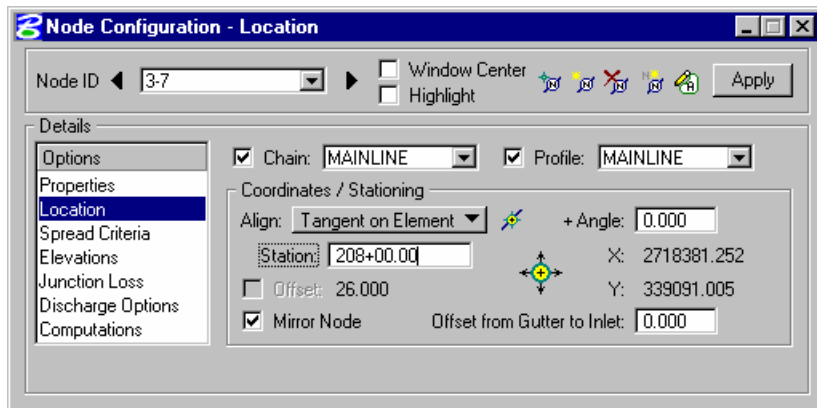 Node Configuration - Location
Node ID 3-7 Window Center Apply
Highlight
Details
Options Chain: MAINLINE Profile: MAINLINE
Properties
Location
Spread Criteria
Elevations
Junction Loss
Discharge Options
Computations
Coordinates / Stationing
Align: Tangent on Element + Angle: 0.000
Station: 208+00.00 X: 2718381.252
Offset: 26.000 Y: 339091.005
Mirror Node Offset from Gutter to Inlet: 0.000